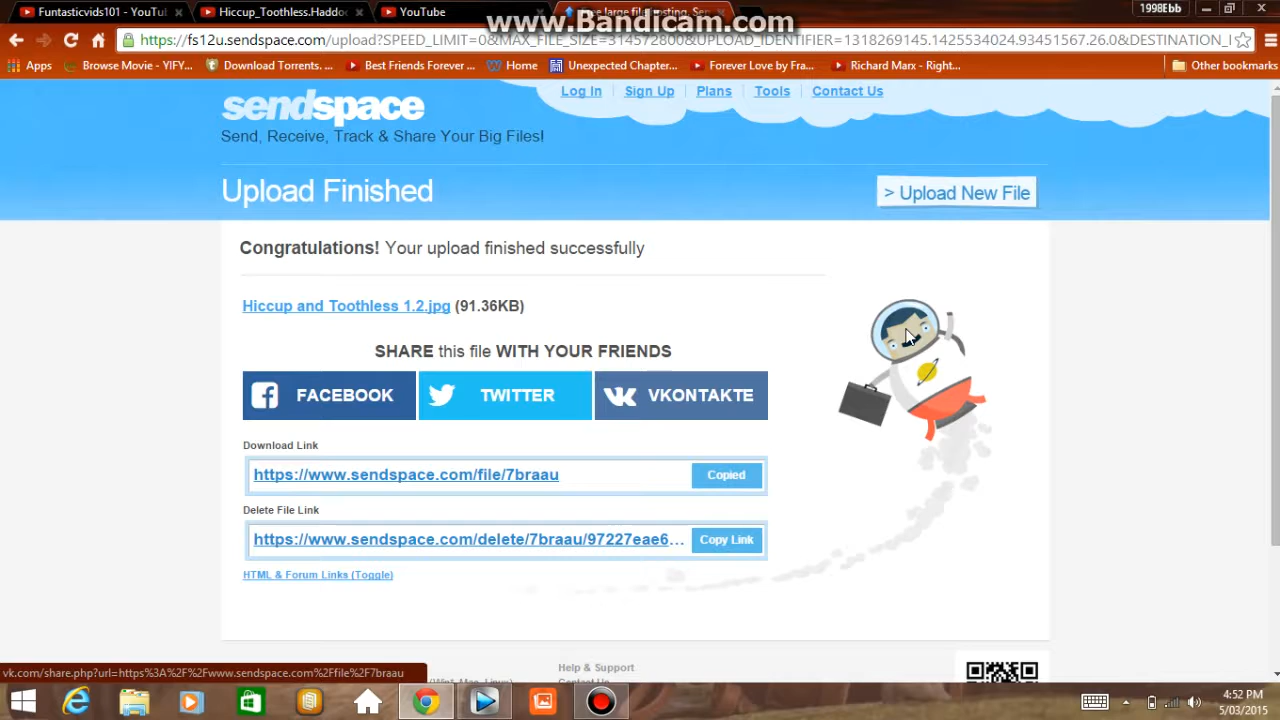 Funtasticvids101 - YouTu
Hiccup_Toothless.Haddoc
YouTube
www.Bandicam.com
1998Ebb
https://fs12u.sendspace.com/upload?SPEED_LIMIT=0&MAX_FILE_SIZE=314572800&UPLOAD_IDENTIFIER=1318269145.1425534024.93451567.26.0&DESTINATION_I
Apps
Browse Movie - YIFY...
Download Torrents. ...
Best Friends Forever ...
Home
Unexpected Chapter...
Forever Love by Fra...
Richard Marx - Right...
Other bookmarks
sendspace
Log In
Sign Up
Plans
Tools
Contact Us
Send, Receive, Track & Share Your Big Files!
Upload Finished
> Upload New File
Congratulations! Your upload finished successfully
Hiccup and Toothless 1.2.jpg (91.36KB)
SHARE this file WITH YOUR FRIENDS
FACEBOOK
TWITTER
VKONTAKTE
Download Link
https://www.sendspace.com/file/7braau
Copied
Delete File Link
https://www.sendspace.com/delete/7braau/97227eae6...
Copy Link
HTML & Forum Links (Toggle)
Help & Support
vk.com/share.php?url=https%3A%2F%2Fwww.sendspace.com%2Ffile%2F7braau
4:52 PM
5/03/2015